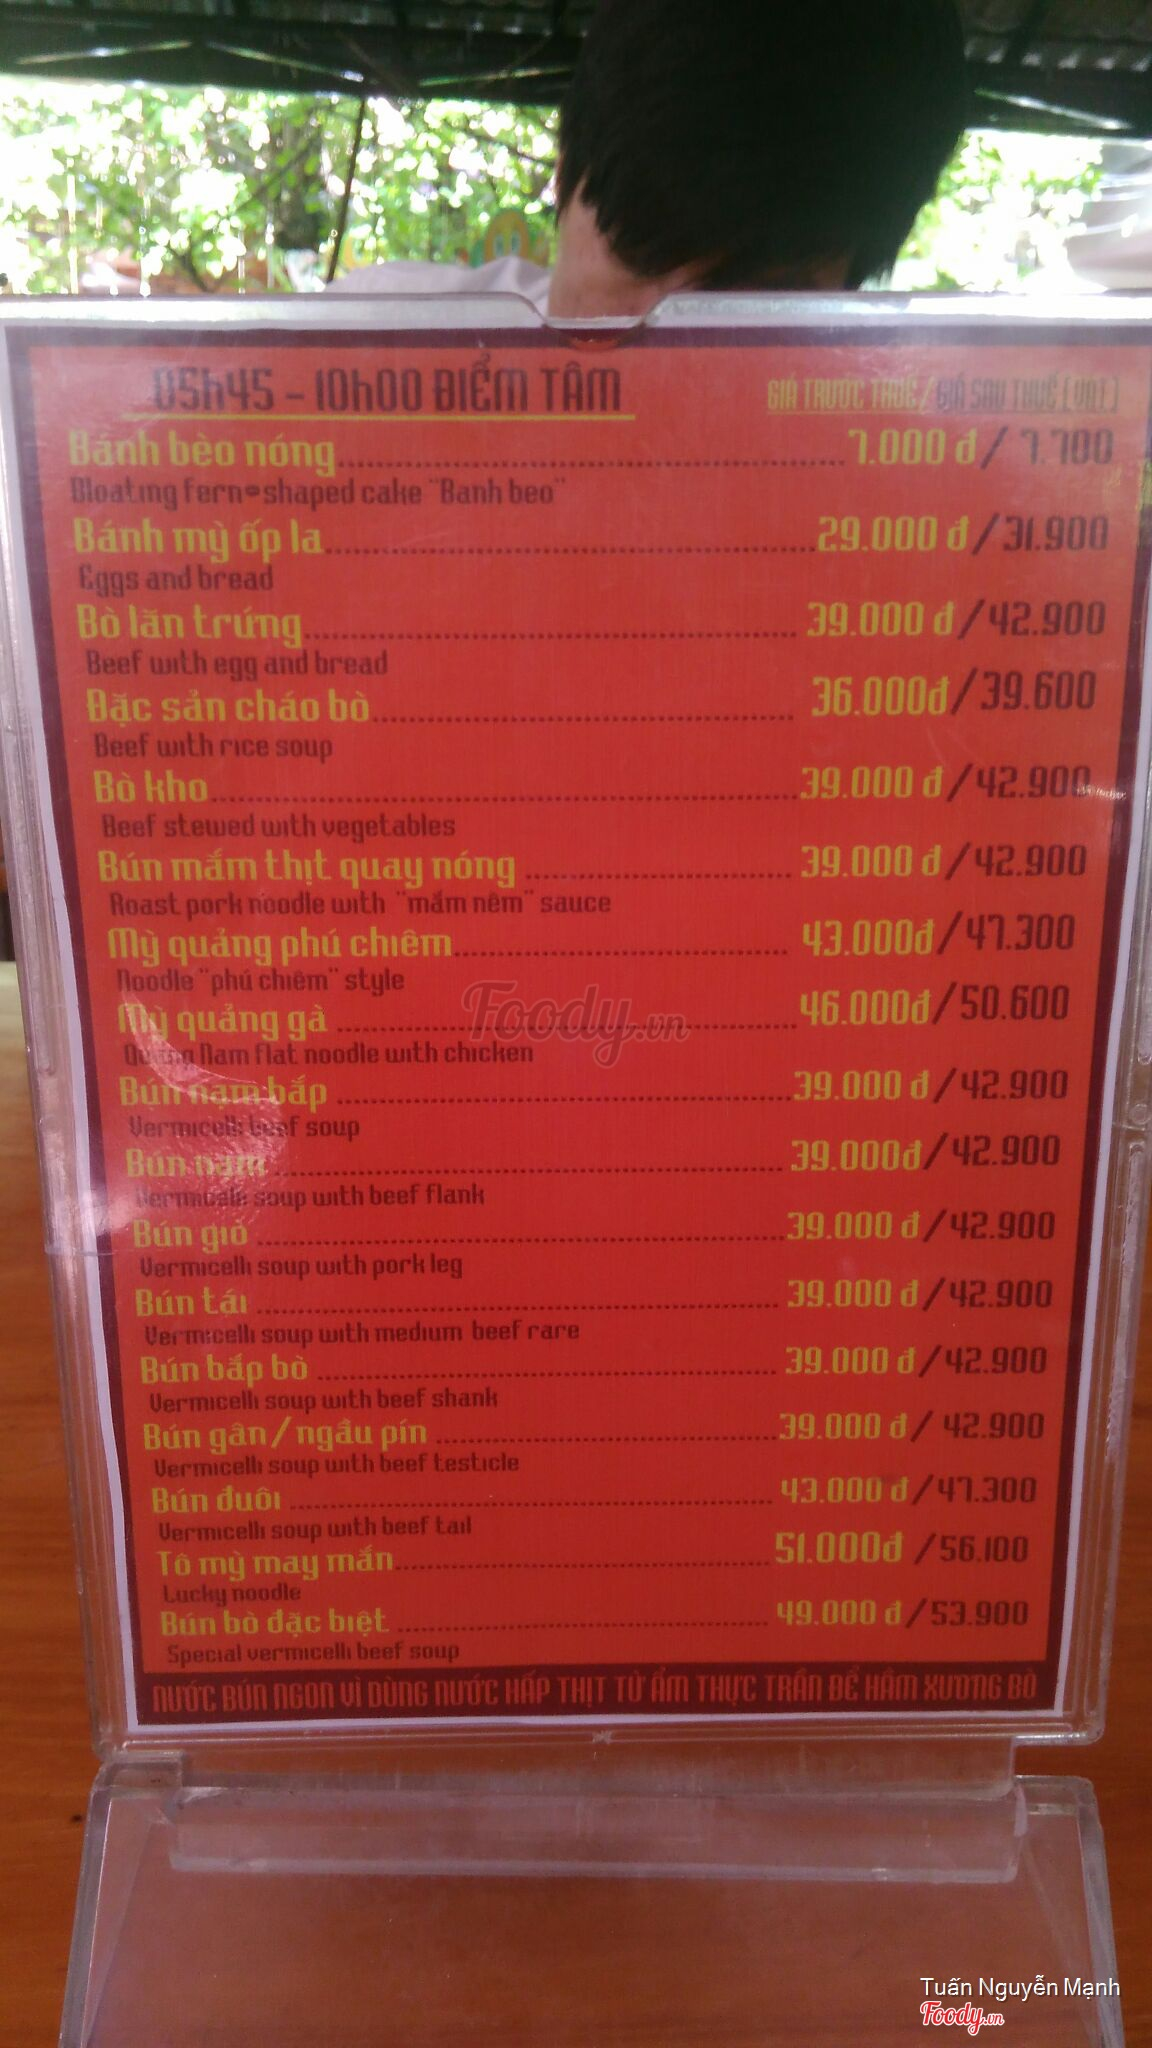 05h45 - 10h00 ĐIỂM TÂM
GIÁ TRƯỚC THUẾ / GIÁ SAU THUẾ [VAT]
Bánh bèo nóng 7.000 đ / 7.700
Bloating fern-shaped cake "Banh beo"
Bánh mỳ ốp la 29.000 đ / 31.900
Eggs and bread
Bò lăn trứng 39.000 đ / 42.900
Beef with egg and bread
Đặc sản cháo bò 36.000đ / 39.600
Beef with rice soup
Bò kho 39.000 đ / 42.900
Beef stewed with vegetables
Bún mắm thịt quay nóng 39.000 đ / 42.900
Roast pork noodle with "mắm nêm" sauce
Mỳ quảng phú chiêm 43.000đ / 47.300
Noodle "phú chiêm" style
Mỳ quảng gà 46.000đ / 50.600
Quang Nam flat noodle with chicken
Bún nạm bắp 39.000 đ / 42.900
Vermicelli beef soup
Bún nạm 39.000đ / 42.900
Vermicelli soup with beef flank
Bún giò 39.000 đ / 42.900
Vermicelli soup with pork leg
Bún tái 39.000 đ / 42.900
Vermicelli soup with medium beef rare
Bún bắp bò 39.000 đ / 42.900
Vermicelli soup with beef shank
Bún gân / ngầu pín 39.000 đ / 42.900
Vermicelli soup with beef testicle
Bún đuôi 43.000 đ / 47.300
Vermicelli soup with beef tail
Tô mỳ may mắn 51.000đ / 56.100
Lucky noodle
Bún bò đặc biệt 49.000 đ / 53.900
Special vermicelli beef soup
NƯỚC BÚN NGON VÌ DÙNG NƯỚC HẤP THỊT TỪ ẨM THỰC TRẦN ĐỂ HẦM XƯƠNG BÒ
Foody.vn
Tuấn Nguyễn Mạnh
Foody.vn